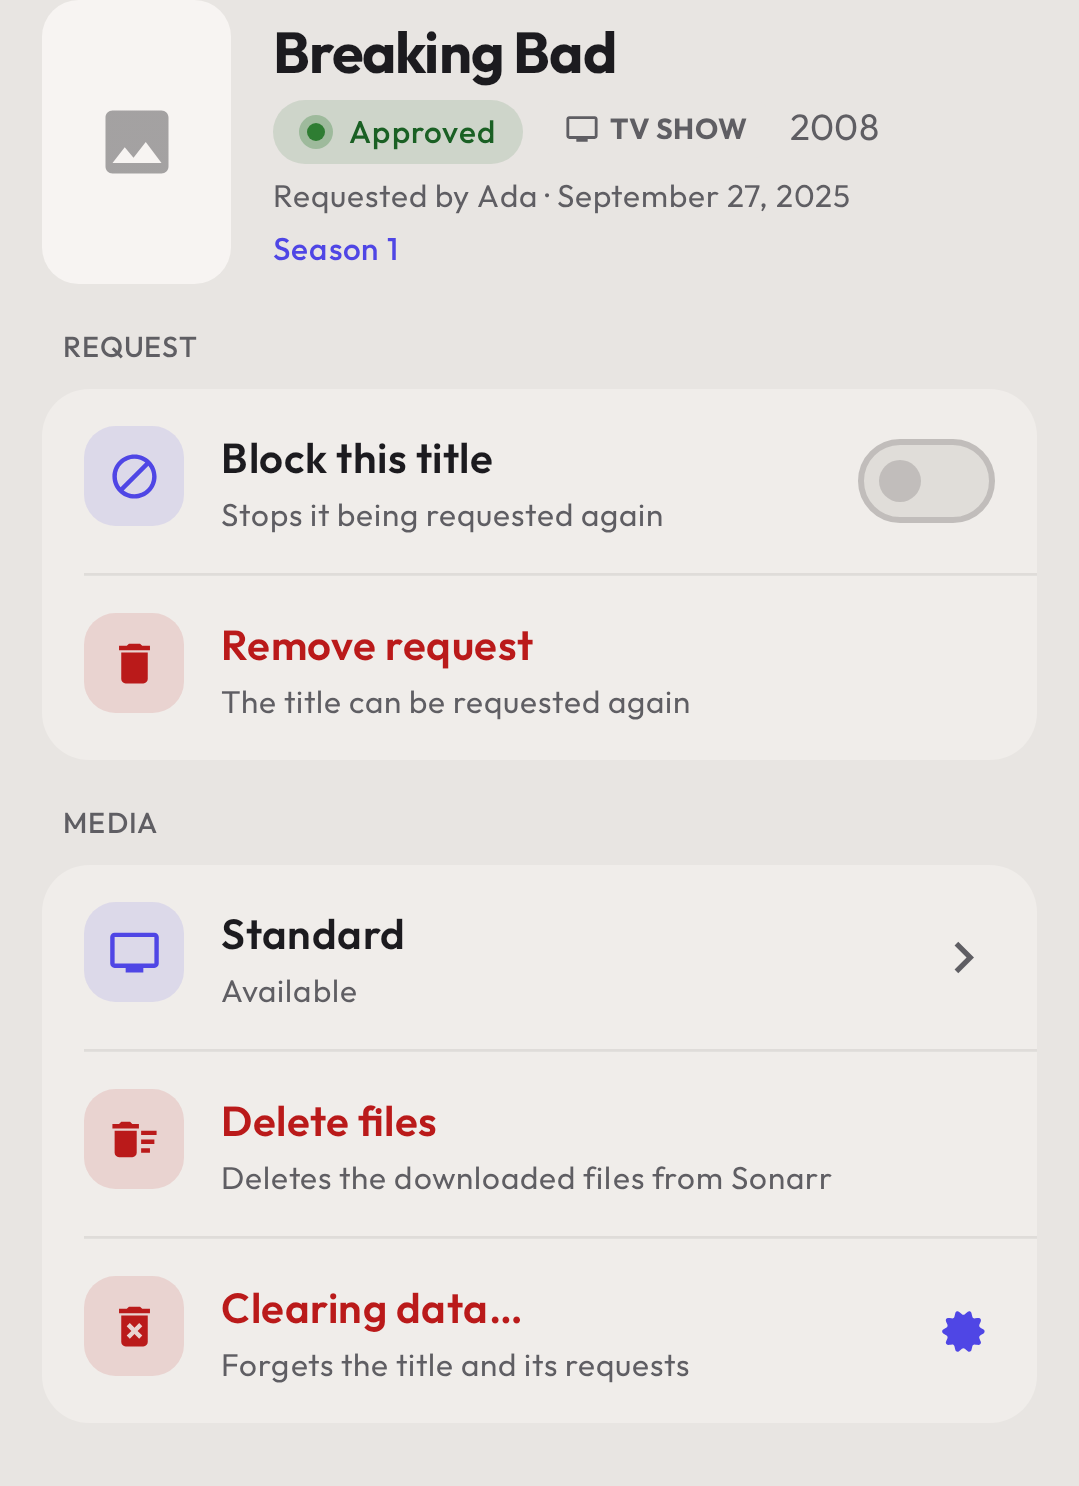 Breaking Bad
Approved
TV SHOW
2008
Requested by Ada · September 27, 2025
Season 1
REQUEST
Block this title
Stops it being requested again
Remove request
The title can be requested again
MEDIA
Standard
Available
Delete files
Deletes the downloaded files from Sonarr
Clearing data...
Forgets the title and its requests